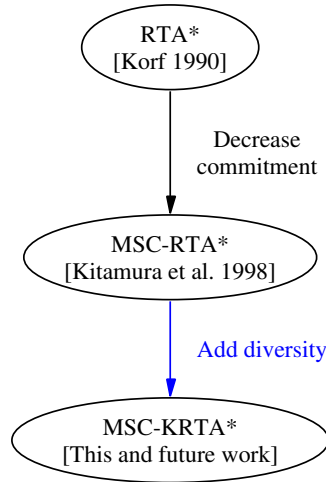 RTA*
[Korf 1990]
Decrease
commitment
MSC-RTA*
[Kitamura et al. 1998]
Add diversity
MSC-KRTA*
[This and future work]